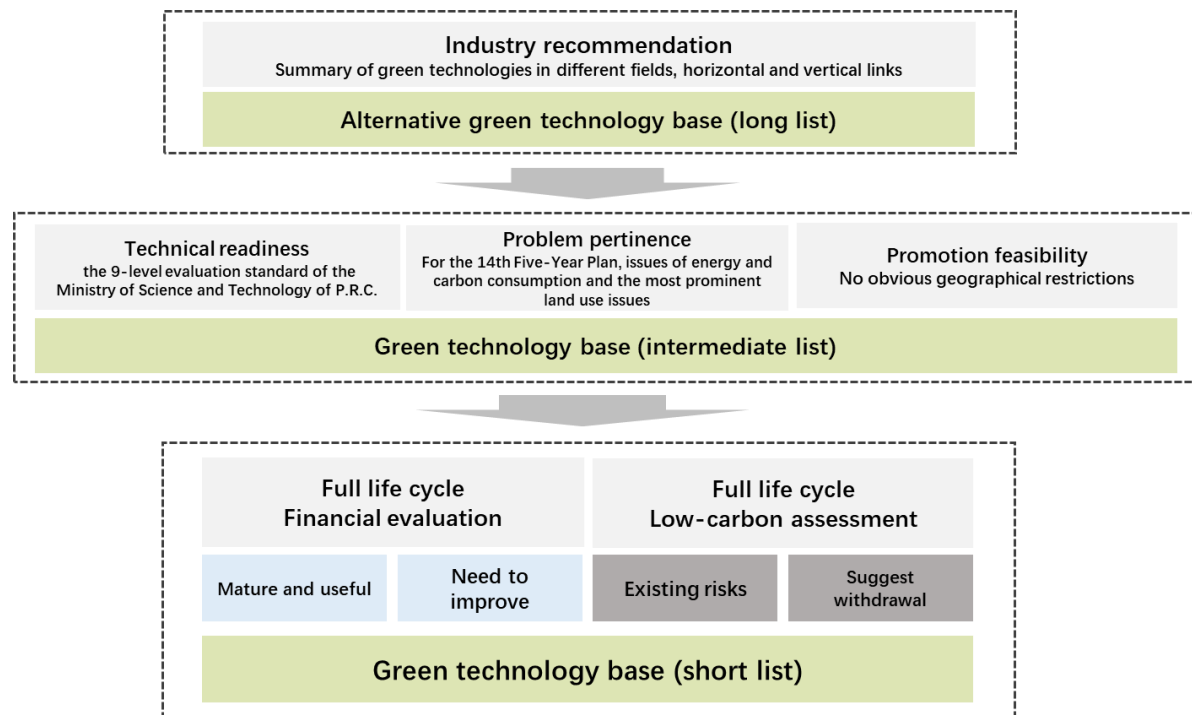 Industry recommendation
Summary of green technologies in different fields, horizontal and vertical links
Alternative green technology base (long list)
Technical readiness
the 9-level evaluation standard of the
Ministry of Science and Technology of P.R.C.
Problem pertinence
For the 14th Five-Year Plan, issues of energy and
carbon consumption and the most prominent
land use issues
Promotion feasibility
No obvious geographical restrictions
Green technology base (intermediate list)
Full life cycle
Financial evaluation
Full life cycle
Low-carbon assessment
Mature and useful
Need to
improve
Existing risks
Suggest
withdrawal
Green technology base (short list)